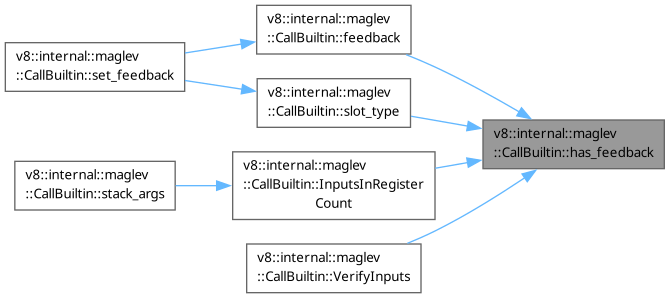 v8::internal::maglev
::CallBuiltin::feedback
v8::internal::maglev
::CallBuiltin::set_feedback
v8::internal::maglev
::CallBuiltin::slot_type
v8::internal::maglev
::CallBuiltin::has_feedback
v8::internal::maglev
::CallBuiltin::stack_args
v8::internal::maglev
::CallBuiltin::InputsInRegister
Count
v8::internal::maglev
::CallBuiltin::VerifyInputs